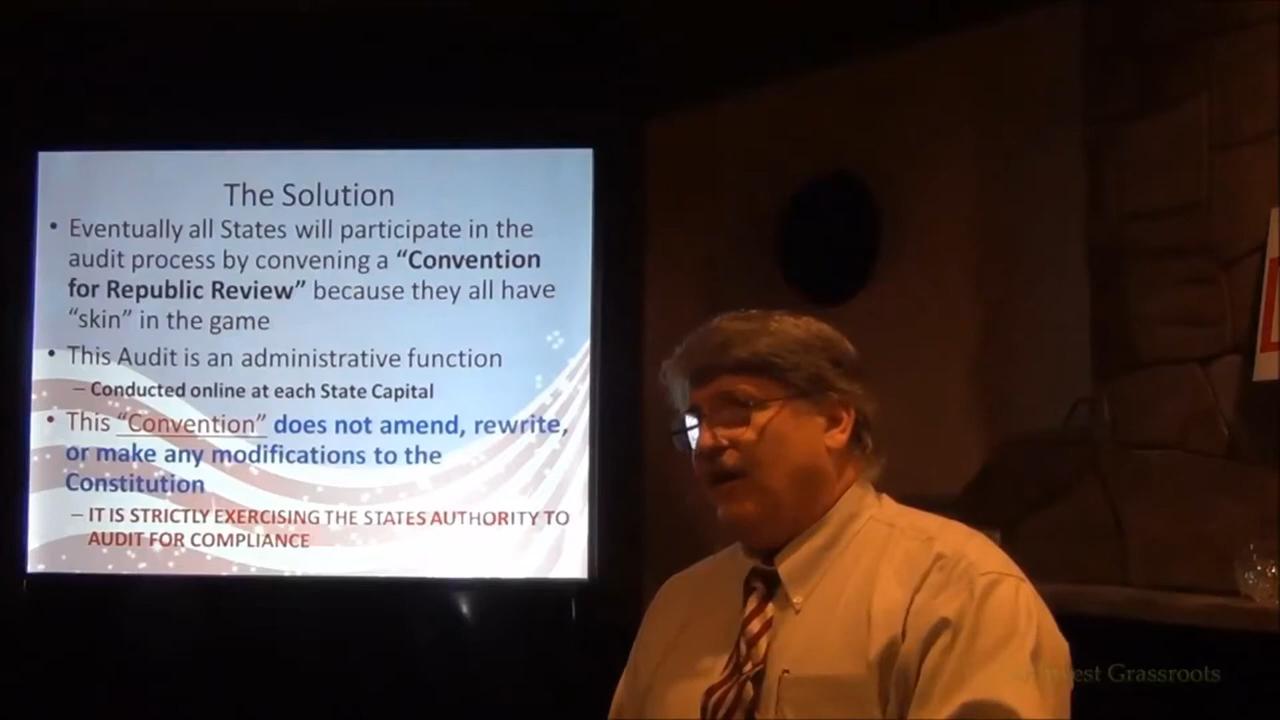 The Solution
• Eventually all States will participate in the
audit process by convening a “Convention
for Republic Review” because they all have
“skin” in the game
• This Audit is an administrative function
– Conducted online at each State Capital
• This “Convention” does not amend, rewrite,
or make any modifications to the
Constitution
– IT IS STRICTLY EXERCISING THE STATES AUTHORITY TO
AUDIT FOR COMPLIANCE
Grassroots